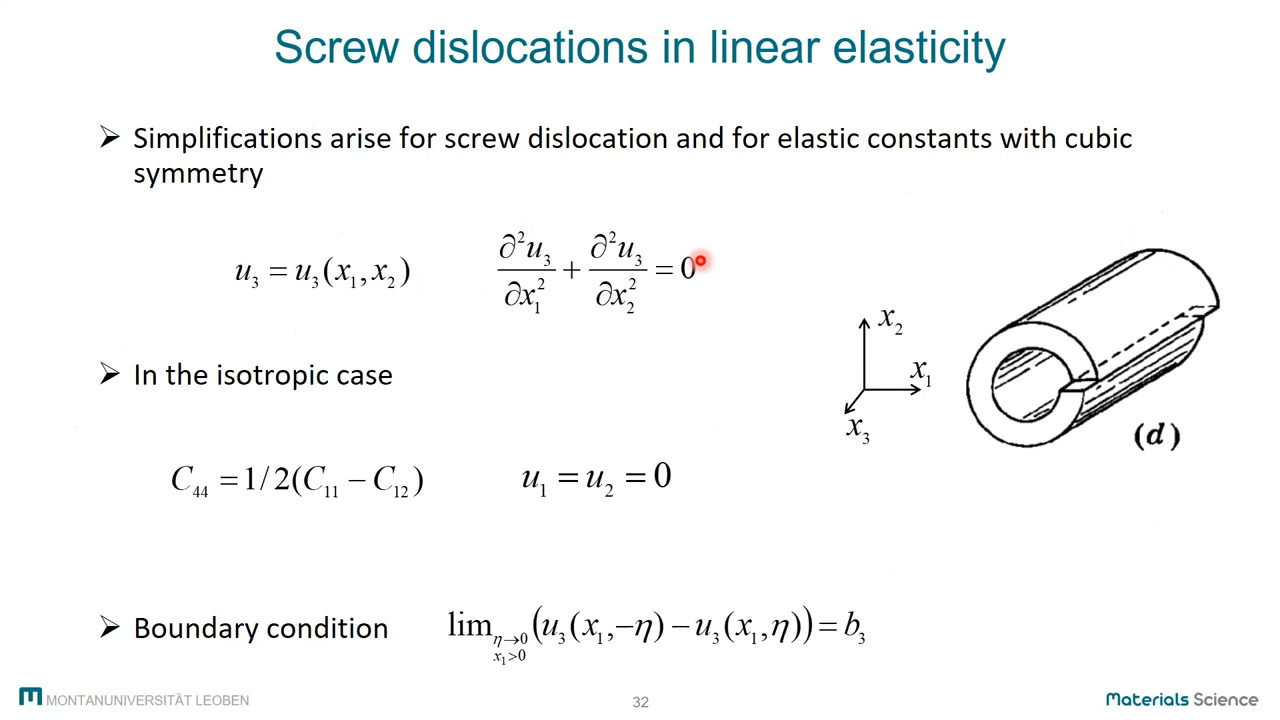 Screw dislocations in linear elasticity
➢ Simplifications arise for screw dislocation and for elastic constants with cubic
symmetry
u₃ = u₃(x₁, x₂)
∂²u₃/∂x₁² + ∂²u₃/∂x₂² = 0
x₂
x₁
x₃
(d)
➢ In the isotropic case
C₄₄ = 1/2(C₁₁ − C₁₂)
u₁ = u₂ = 0
➢ Boundary condition
lim η→0 x₁>0 (u₃(x₁,−η) − u₃(x₁,η)) = b₃
MONTANUNIVERSITÄT LEOBEN
32
Materials Science